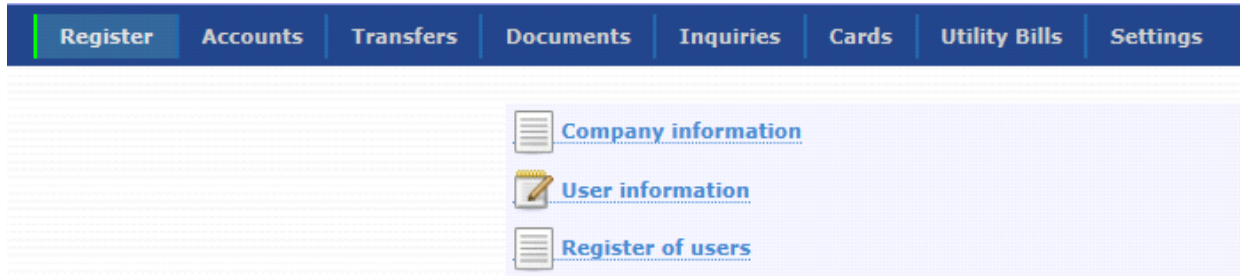 Register Accounts Transfers Documents Inquiries Cards Utility Bills Settings
Company information
User information
Register of users